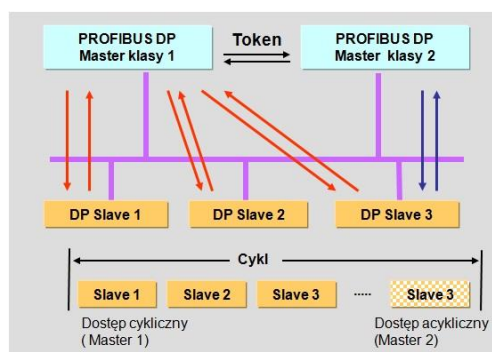 PROFIBUS DP
Master klasy 1
Token
PROFIBUS DP
Master klasy 2
DP Slave 1
DP Slave 2
DP Slave 3
Cykl
Slave 1
Slave 2
Slave 3
.....
Slave 3
Dostęp cykliczny
( Master 1)
Dostęp acykliczny
(Master 2)